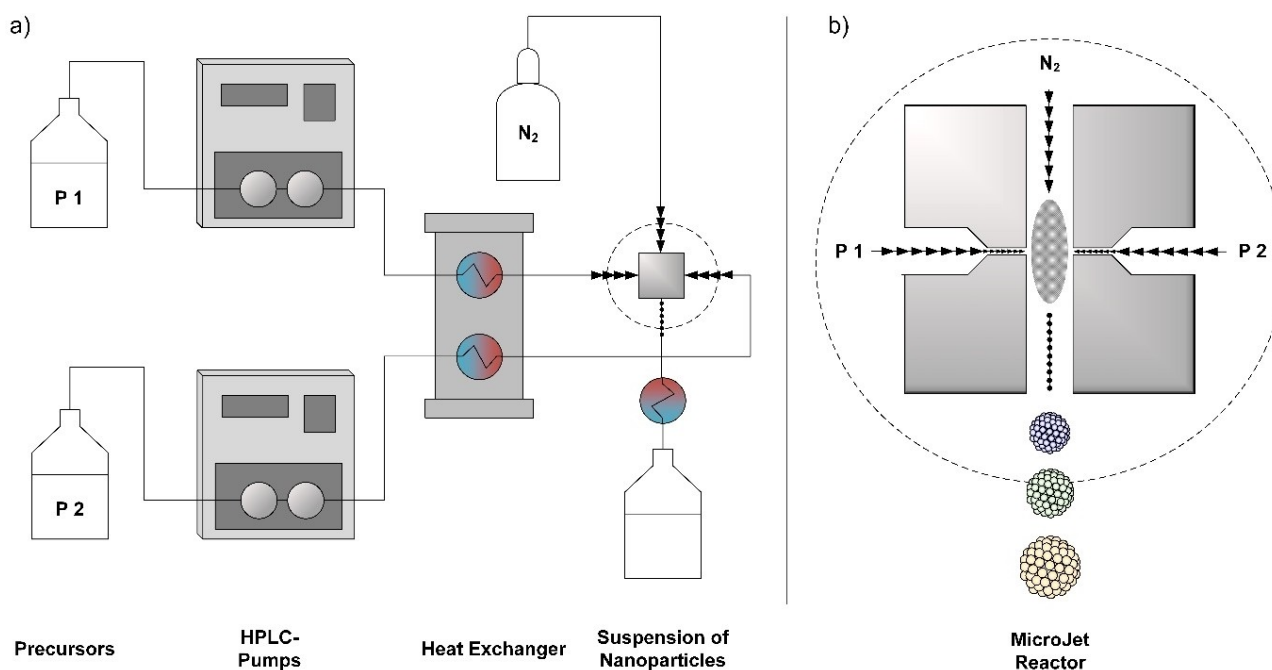 a)
P 1
N₂
P 2
Precursors
HPLC-
Pumps
Heat Exchanger
Suspension of
Nanoparticles
b)
N₂
P 1
P 2
MicroJet
Reactor